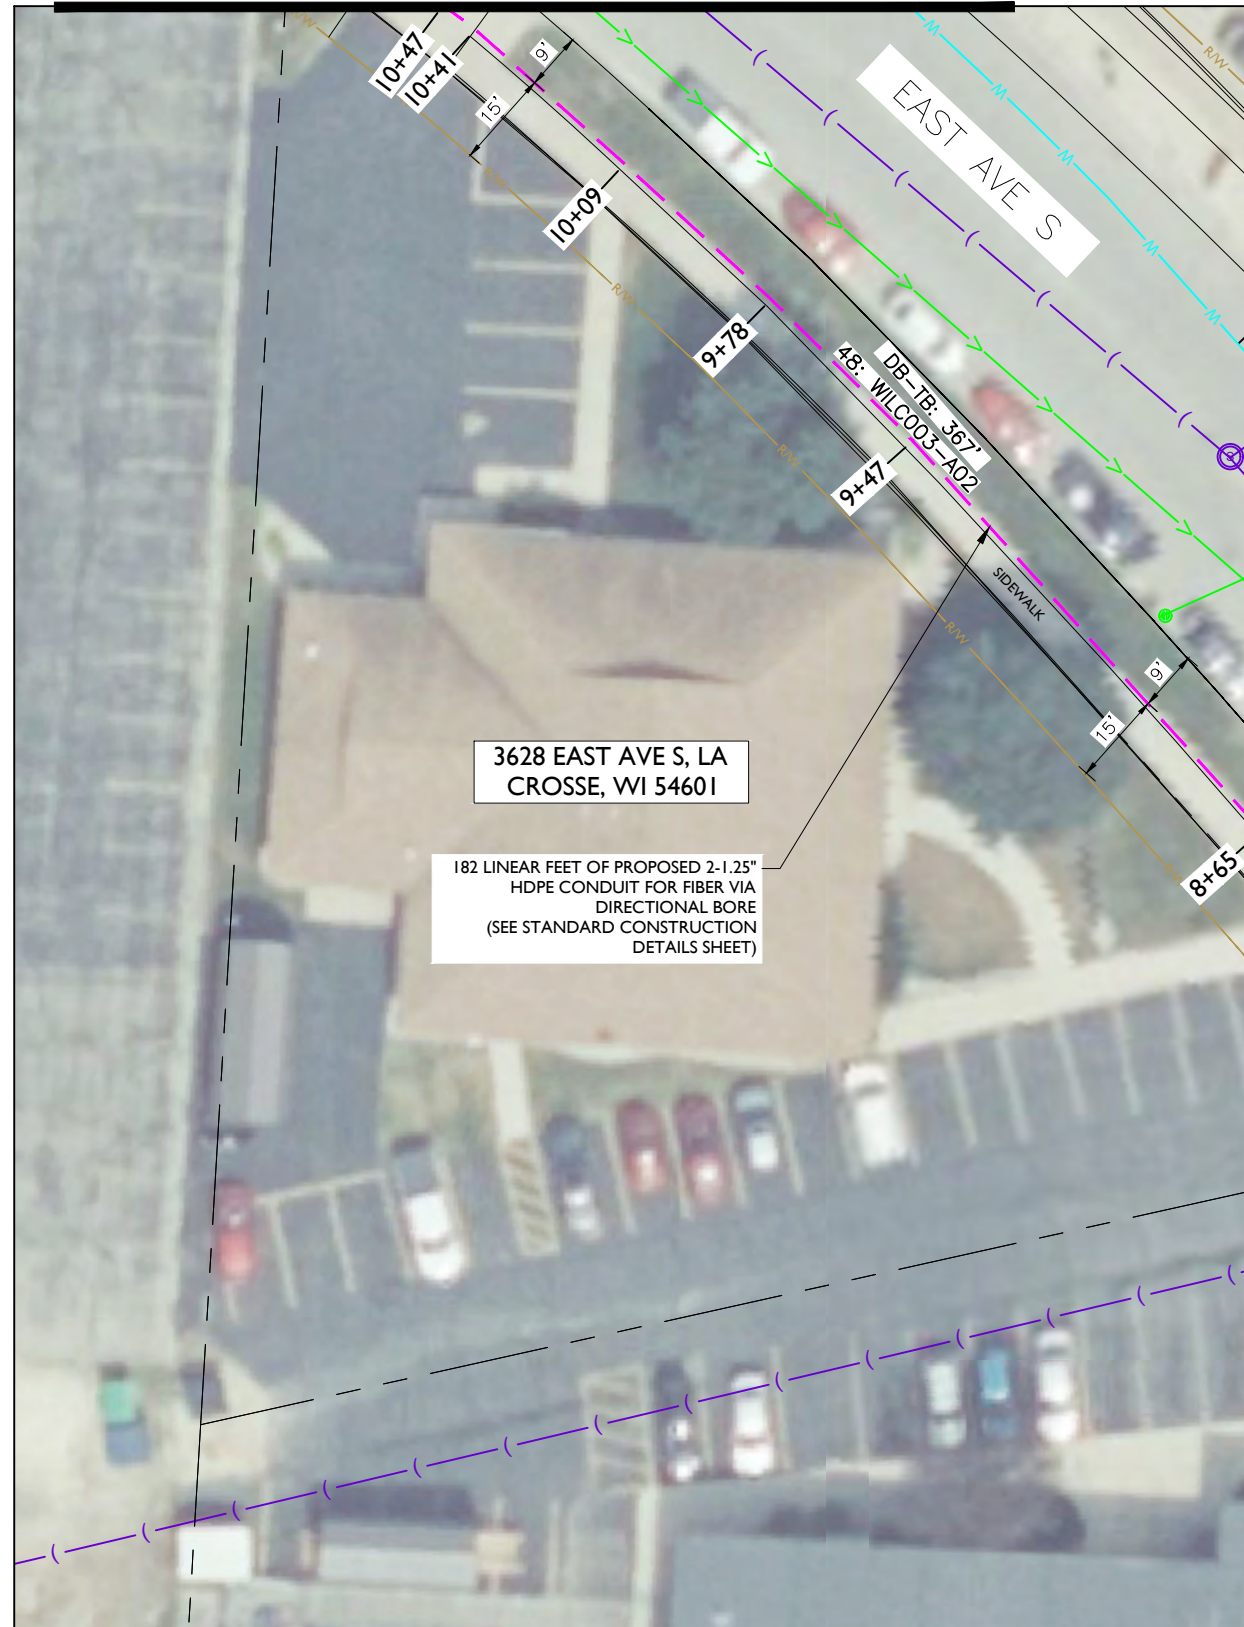 R/W
10+47
10+41
9'
15'
R/W
10+09
R/W
9+78
EAST AVE S
W
W
W
W
R/W
DB-TB: 367'
48: WILC003-A02
9+47
R/W
R/W
SIDEWALK
S
9'
15'
8+65
3628 EAST AVE S, LA
CROSSE, WI 54601
182 LINEAR FEET OF PROPOSED 2-1.25"
HDPE CONDUIT FOR FIBER VIA
DIRECTIONAL BORE
(SEE STANDARD CONSTRUCTION
DETAILS SHEET)